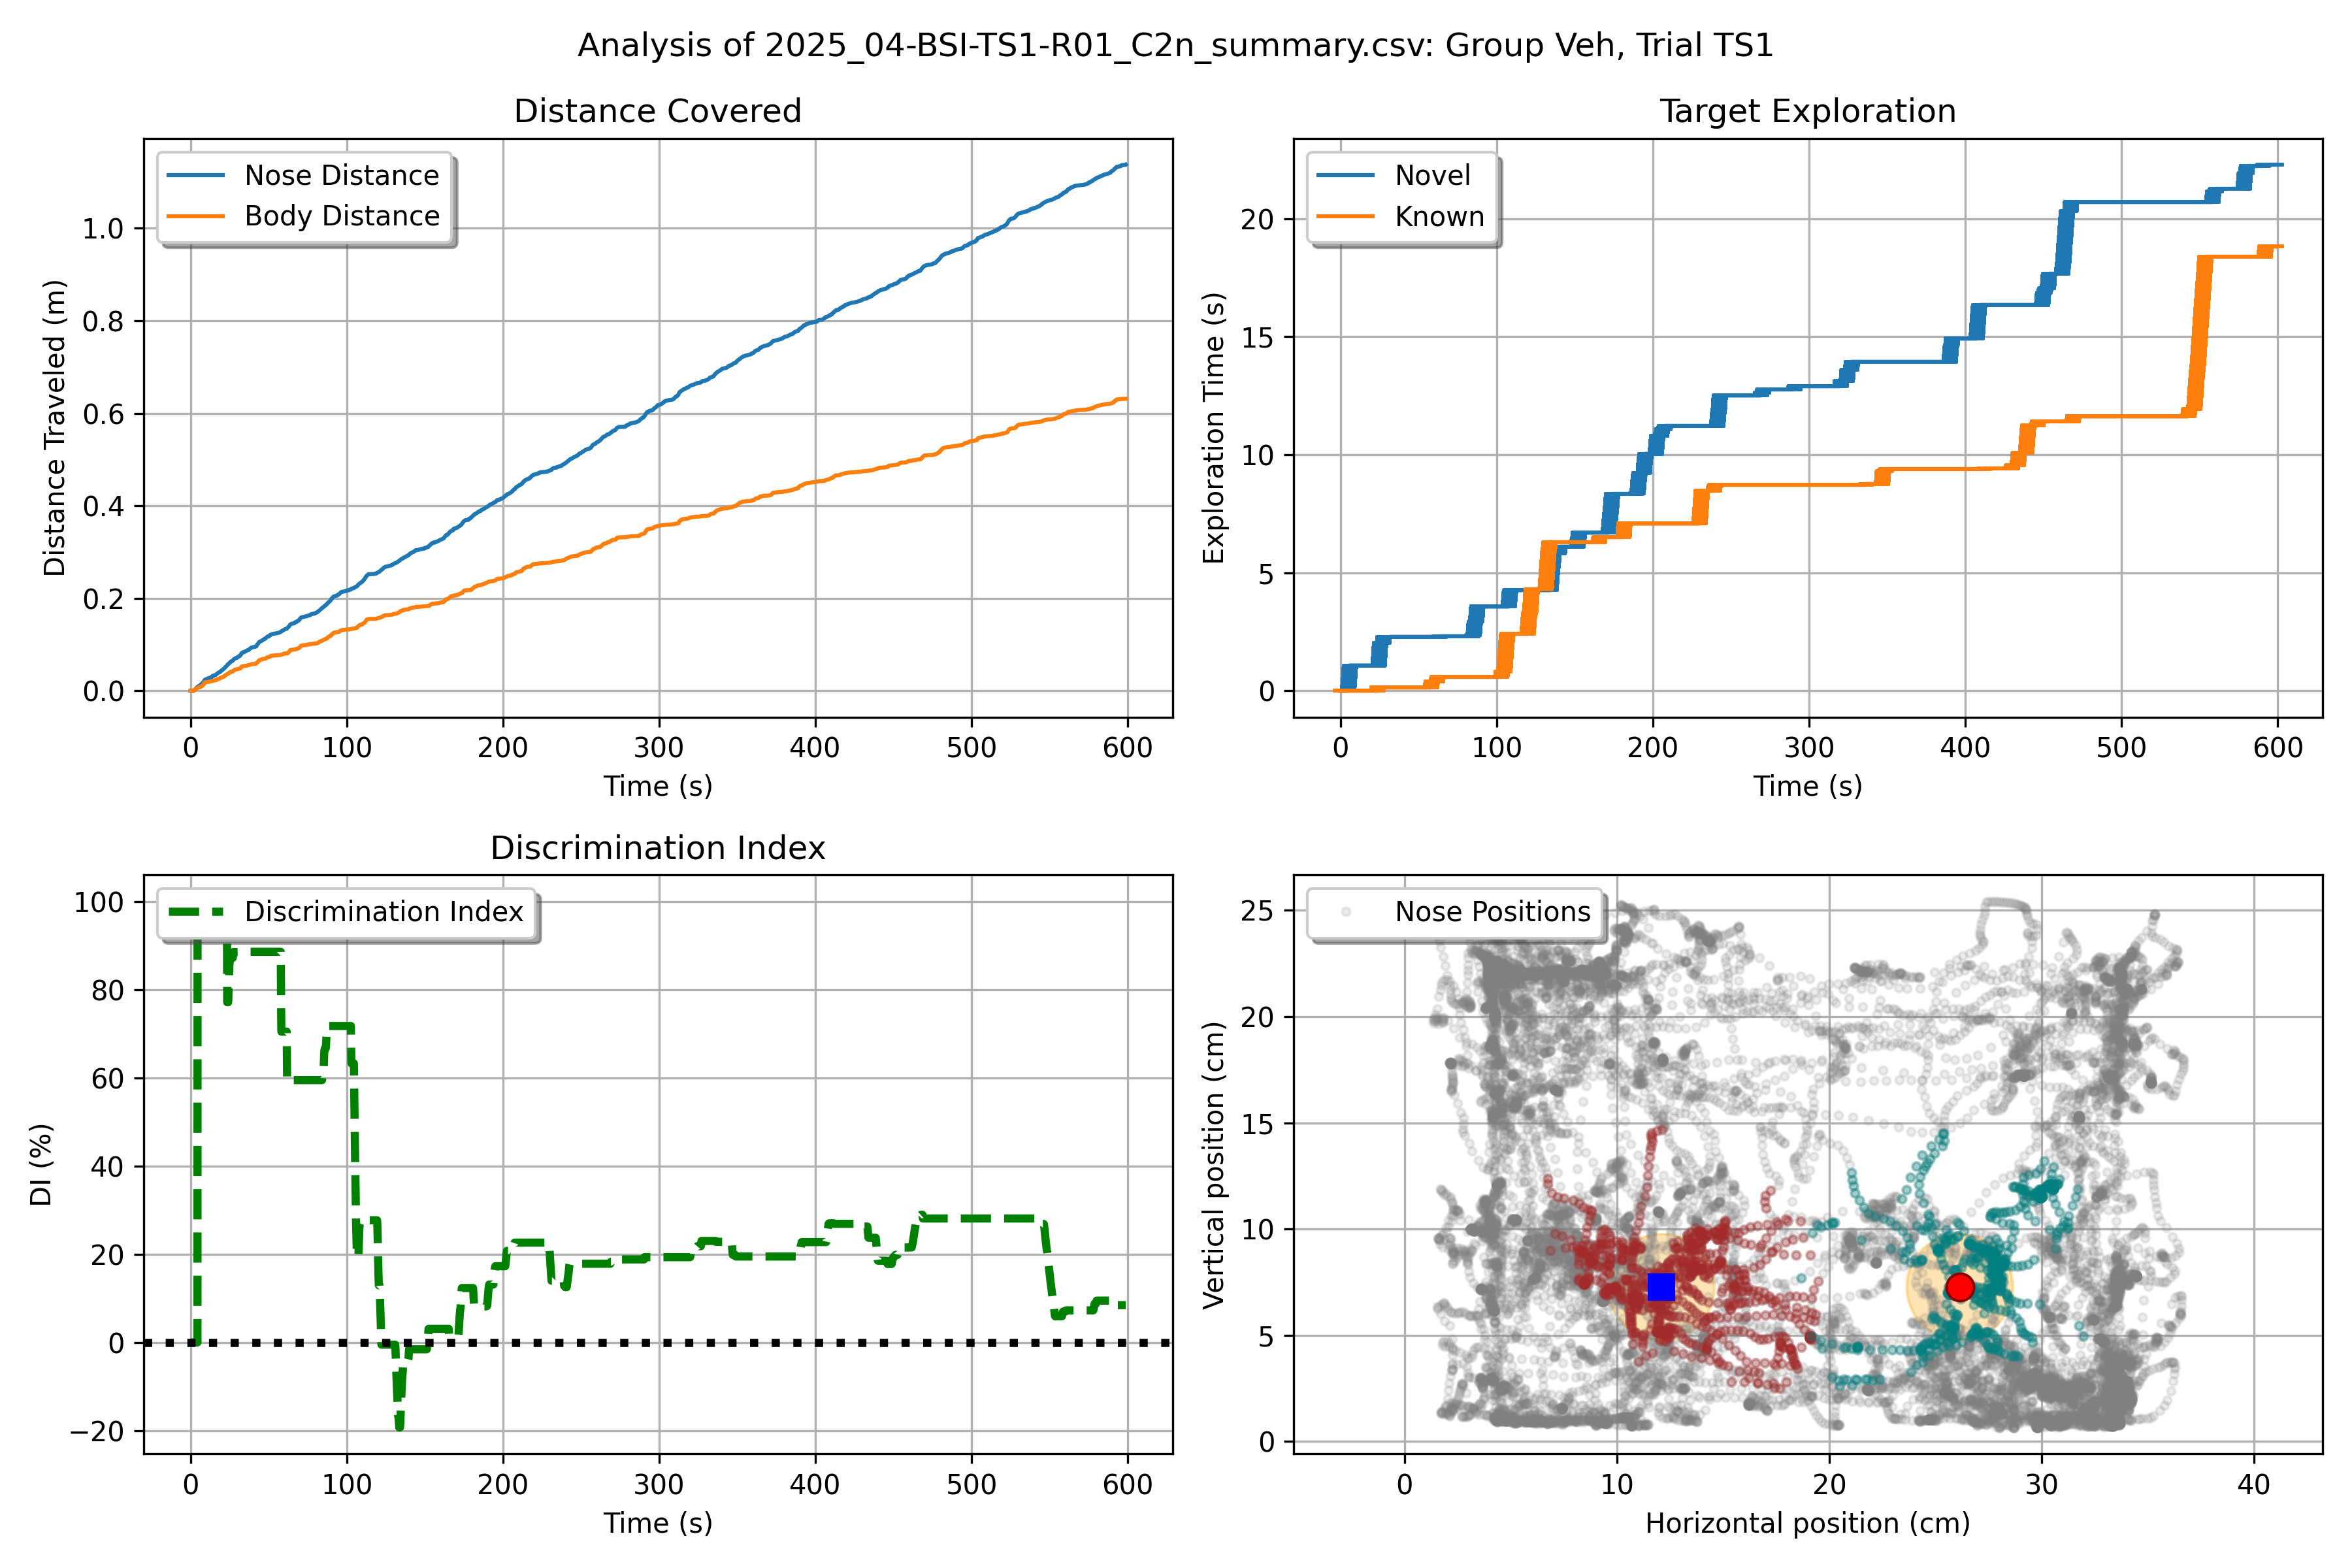 Analysis of 2025_04-BSI-TS1-R01_C2n_summary.csv: Group Veh, Trial TS1
Distance Covered
Nose Distance
Body Distance
Distance Traveled (m)
1.0
0.8
0.6
0.4
0.2
0.0
0 100 200 300 400 500 600
Time (s)
Target Exploration
Novel
Known
Exploration Time (s)
20
15
10
5
0
0 100 200 300 400 500 600
Time (s)
Discrimination Index
Discrimination Index
DI (%)
100
80
60
40
20
0
−20
0 100 200 300 400 500 600
Time (s)
Nose Positions
Vertical position (cm)
25
20
15
10
5
0
0 10 20 30 40
Horizontal position (cm)